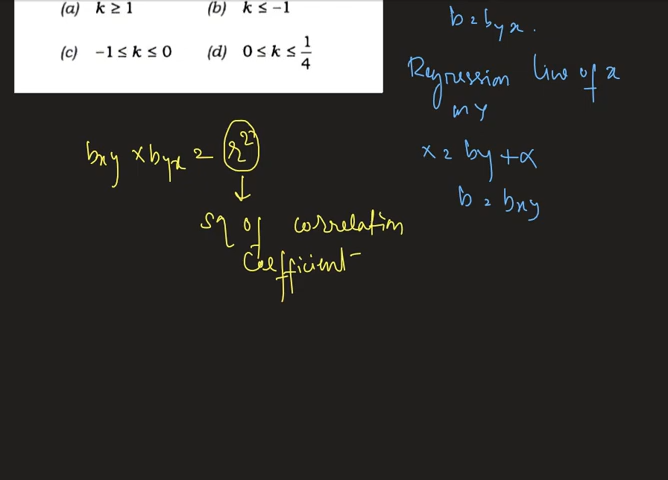 (a) k ≥ 1 (b) k ≤ -1
(c) -1 ≤ k ≤ 0 (d) 0 ≤ k ≤ 1/4
b = byx.
Regression line of x
on y
x = by + α
b = bxy
bxy × byx = r²
↓
sq of correlation
Coefficient